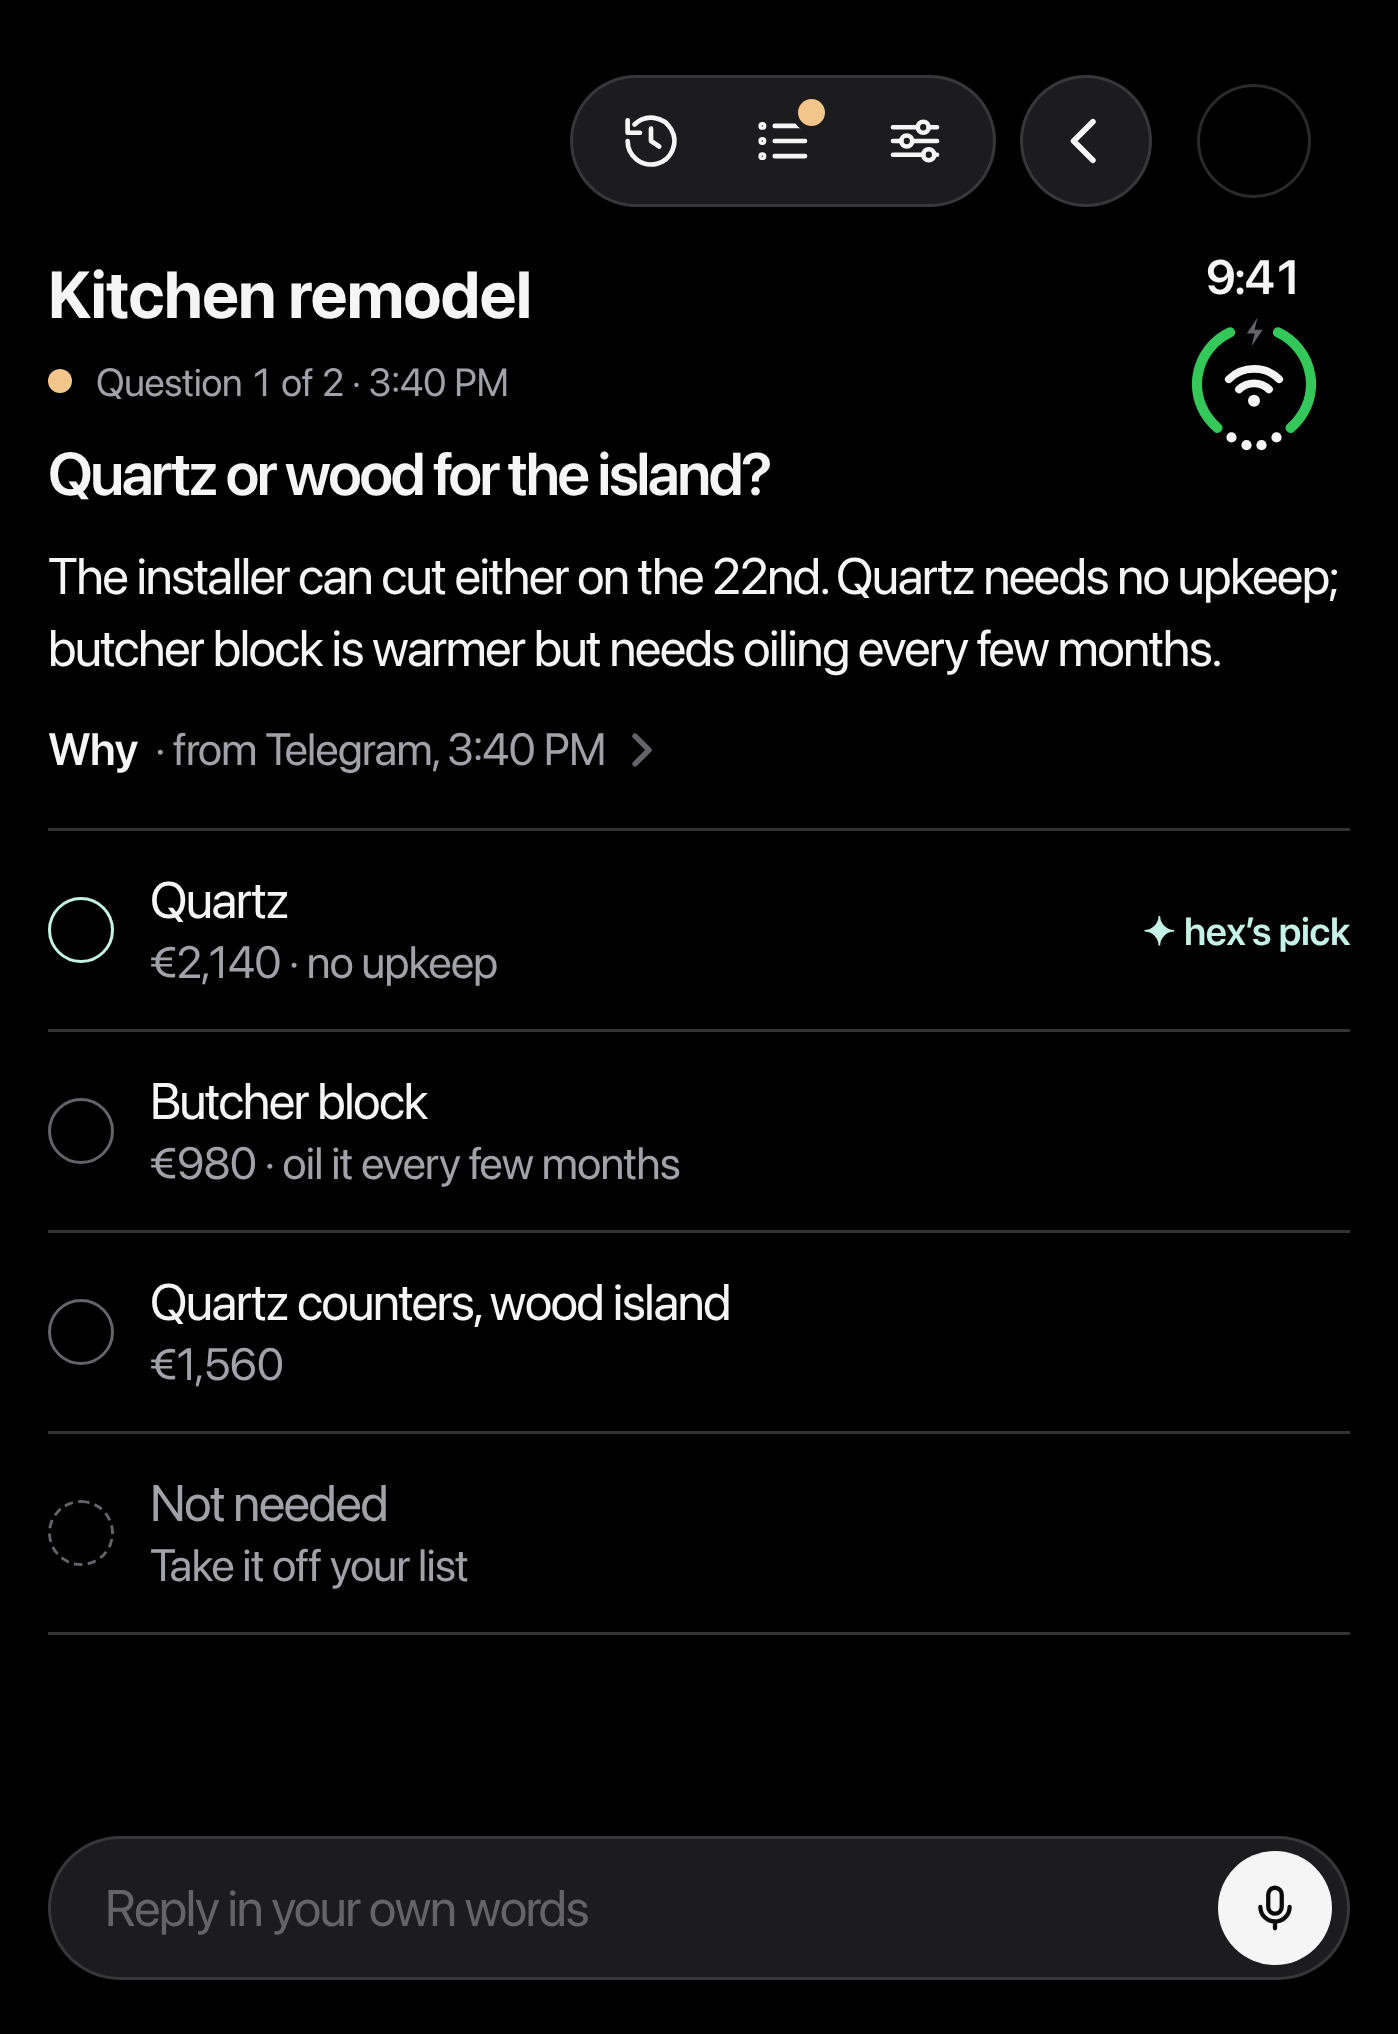 9:41
Kitchen remodel
Question 1 of 2 · 3:40 PM
Quartz or wood for the island?
The installer can cut either on the 22nd. Quartz needs no upkeep;
butcher block is warmer but needs oiling every few months.
Why · from Telegram, 3:40 PM
Quartz
€2,140 · no upkeep
hex’s pick
Butcher block
€980 · oil it every few months
Quartz counters, wood island
€1,560
Not needed
Take it off your list
Reply in your own words